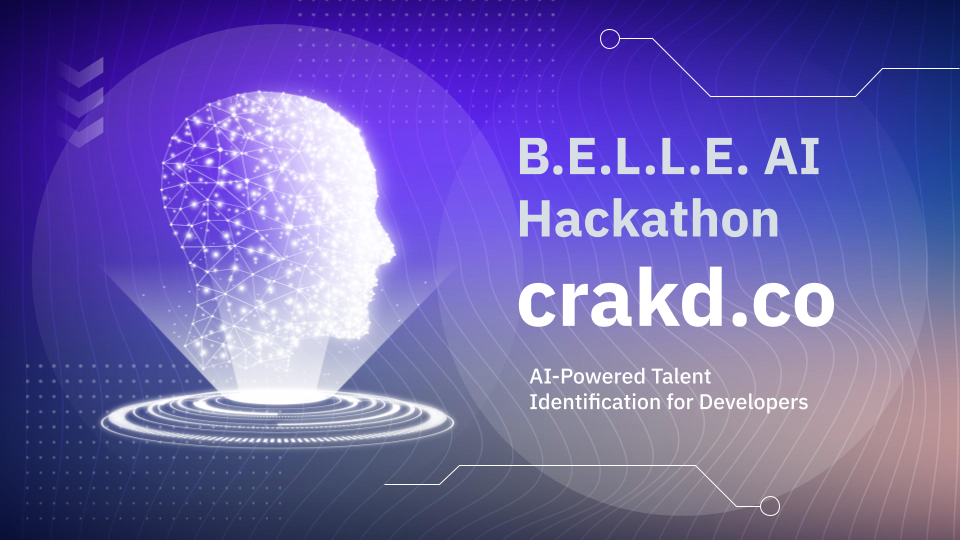 B.E.L.L.E. AI
Hackathon
crakd.co
AI-Powered Talent
Identification for Developers